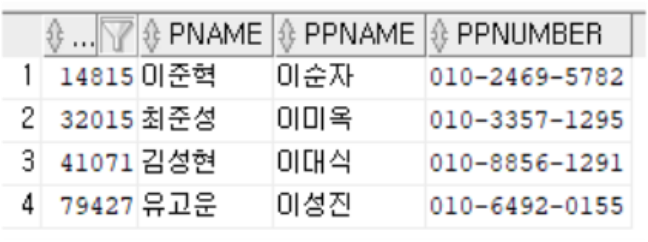 ... PNAME PPNAME PPNUMBER
1 14815 이준혁 이순자 010-2469-5782
2 32015 최준성 이미옥 010-3357-1295
3 41071 김성현 이대식 010-8856-1291
4 79427 유고운 이성진 010-6492-0155